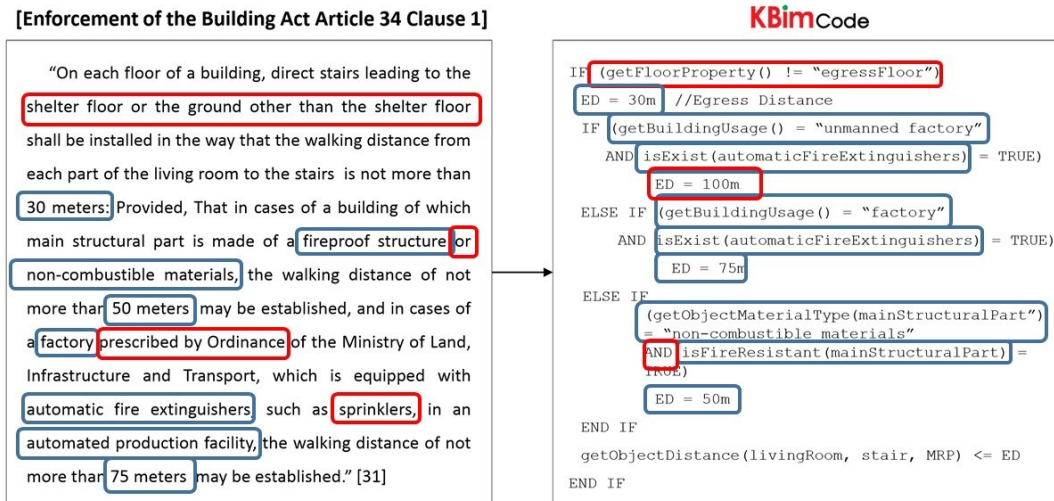 [Enforcement of the Building Act Article 34 Clause 1]
"On each floor of a building, direct stairs leading to the
shelter floor or the ground other than the shelter floor
shall be installed in the way that the walking distance from
each part of the living room to the stairs is not more than
30 meters: Provided, That in cases of a building of which
main structural part is made of a fireproof structure or
non-combustible materials, the walking distance of not
more than 50 meters may be established, and in cases of
a factory prescribed by Ordinance of the Ministry of Land,
Infrastructure and Transport, which is equipped with
automatic fire extinguishers such as sprinklers, in an
automated production facility, the walking distance of not
more than 75 meters may be established." [31]
KBimCode
IF (getFloorProperty() != "egressFloor")
ED = 30m //Egress Distance
IF (getBuildingUsage() = "unmanned factory"
AND isExist(automaticFireExtinguishers) = TRUE)
ED = 100m
ELSE IF (getBuildingUsage() = "factory"
AND isExist(automaticFireExtinguishers) = TRUE)
ED = 75m
ELSE IF
(getObjectMaterialType(mainStructuralPart")
= "non-combustible materials"
AND isFireResistant(mainStructuralPart) =
TRUE)
ED = 50m
END IF
getObjectDistance(livingRoom, stair, MRP) <= ED
END IF